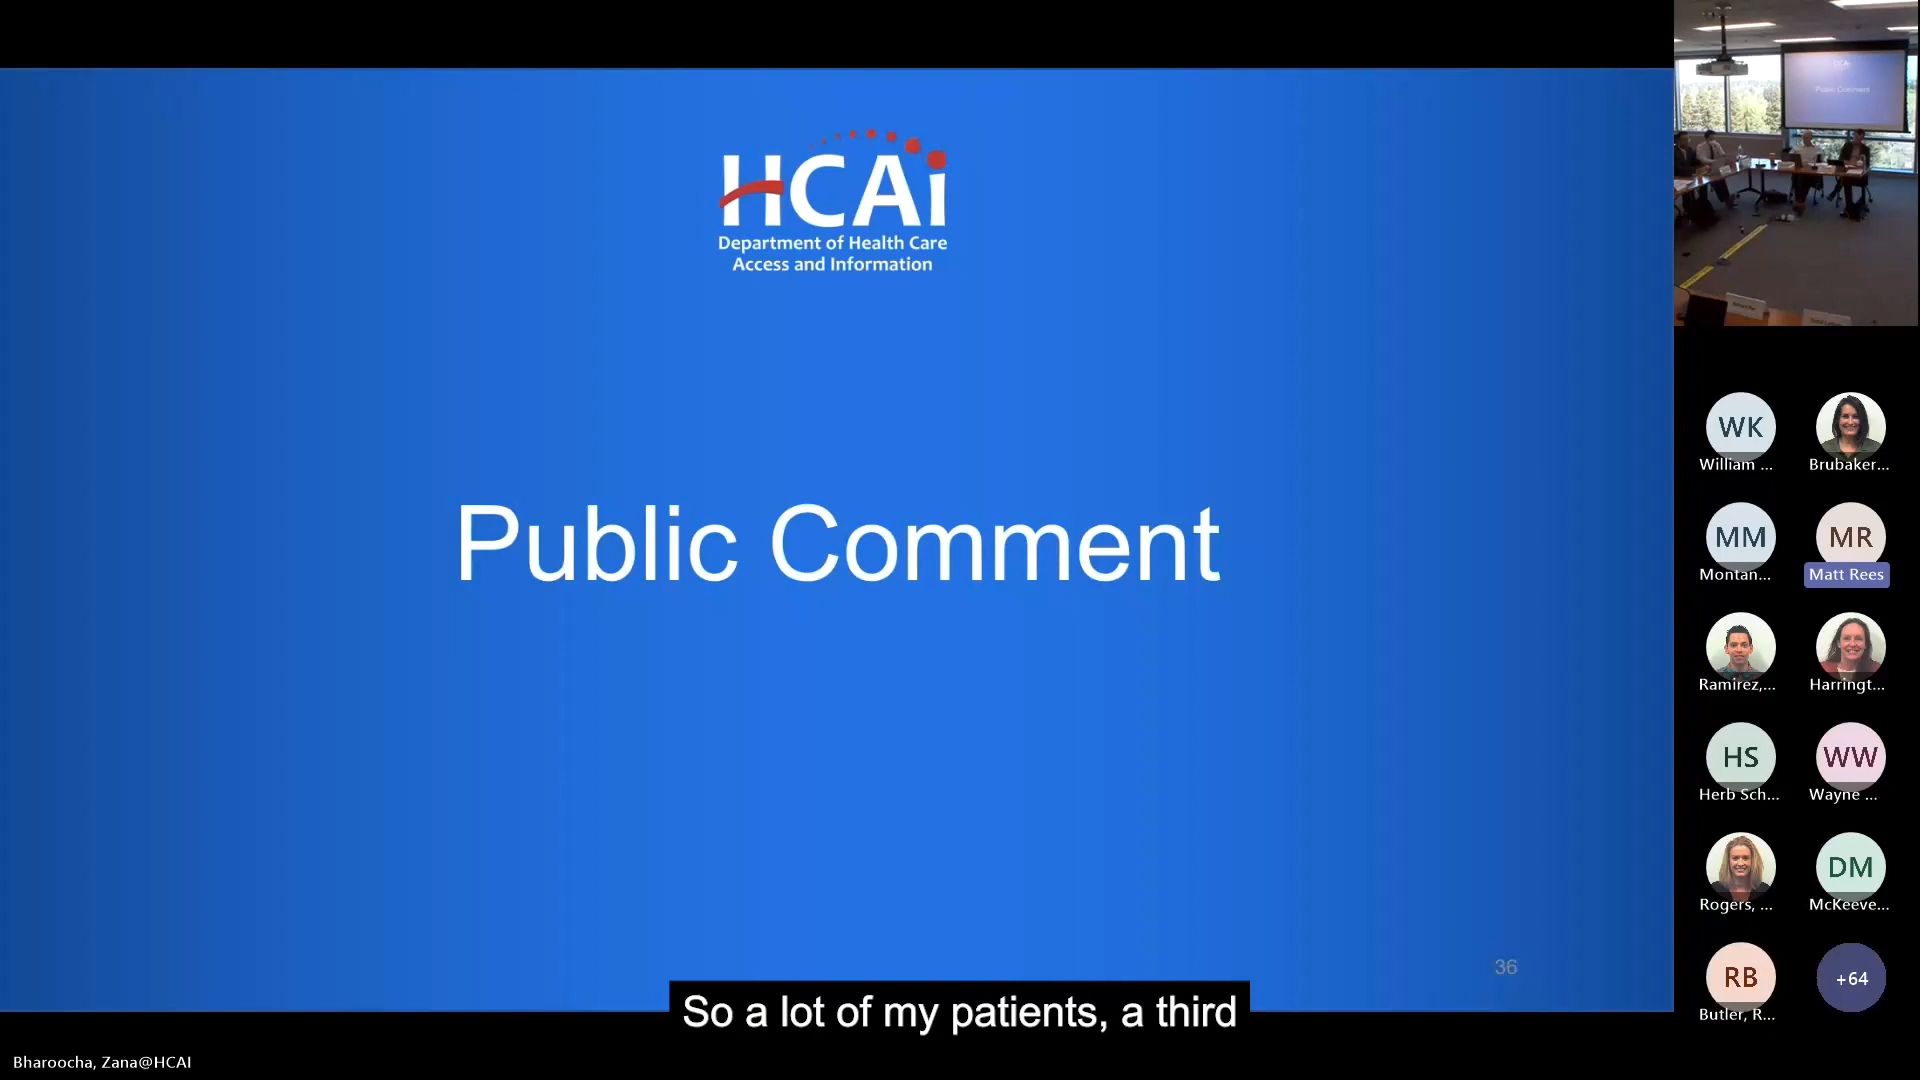 HCAi
Department of Health Care
Access and Information
Public Comment
36
So a lot of my patients, a third
Bharoocha, Zana@HCAI
Public Comment
WK
William ...
Brubaker...
MM
Montan...
MR
Matt Rees
Ramirez,...
Harringt...
HS
Herb Sch...
WW
Wayne ...
Rogers, ...
DM
McKeeve...
RB
Butler, R...
+64